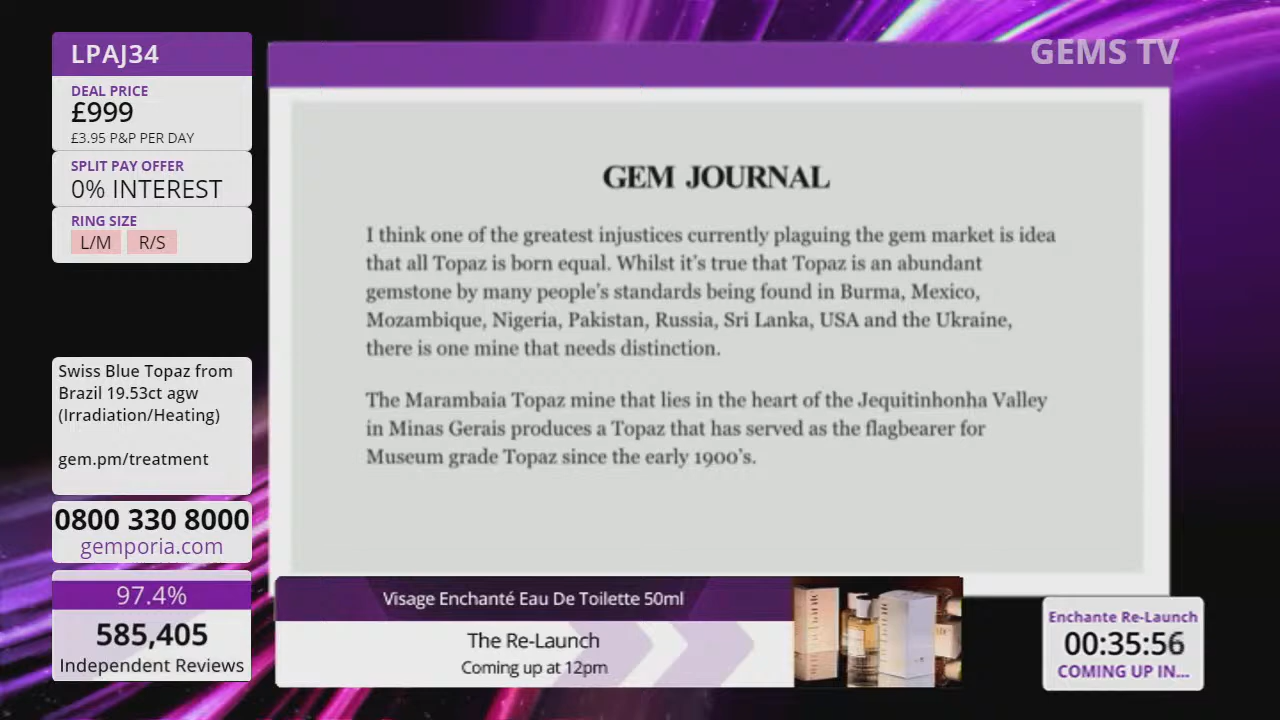 LPAJ34
DEAL PRICE
£999
£3.95 P&P PER DAY
SPLIT PAY OFFER
0% INTEREST
RING SIZE
L/M R/S
Swiss Blue Topaz from
Brazil 19.53ct agw
(Irradiation/Heating)
gem.pm/treatment
0800 330 8000
gemporia.com
97.4%
585,405
Independent Reviews
GEMS TV
GEM JOURNAL
I think one of the greatest injustices currently plaguing the gem market is idea
that all Topaz is born equal. Whilst it's true that Topaz is an abundant
gemstone by many people's standards being found in Burma, Mexico,
Mozambique, Nigeria, Pakistan, Russia, Sri Lanka, USA and the Ukraine,
there is one mine that needs distinction.
The Marambaia Topaz mine that lies in the heart of the Jequitinhonha Valley
in Minas Gerais produces a Topaz that has served as the flagbearer for
Museum grade Topaz since the early 1900's.
Visage Enchanté Eau De Toilette 50ml
The Re-Launch
Coming up at 12pm
Enchante Re-Launch
00:35:56
COMING UP IN...